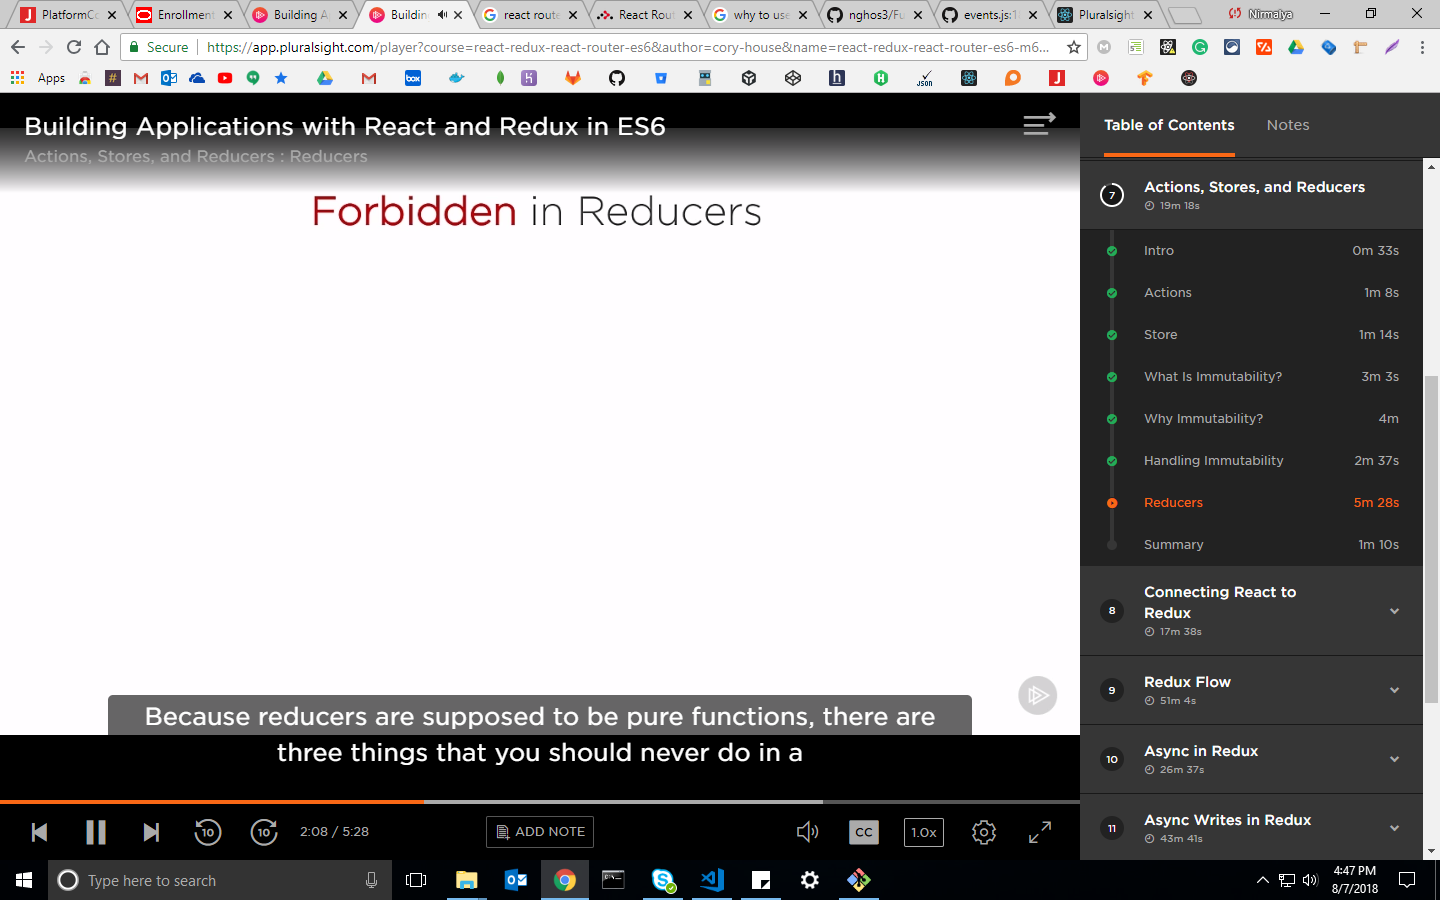 PlatformCo
Enrollment
Building A
Building
react route
React Rout
why to use
nghos3/Fu
events.js:1
Pluralsight
Nirmalya
Secure
https://app.pluralsight.com/player?course=react-redux-react-router-es6&author=cory-house&name=react-redux-react-router-es6-m6...
Apps
box
JSON
Building Applications with React and Redux in ES6
Actions, Stores, and Reducers : Reducers
Forbidden in Reducers
Because reducers are supposed to be pure functions, there are
three things that you should never do in a
10
10
2:08 / 5:28
ADD NOTE
CC
1.0x
Table of Contents
Notes
7
Actions, Stores, and Reducers
19m 18s
Intro
0m 33s
Actions
1m 8s
Store
1m 14s
What Is Immutability?
3m 3s
Why Immutability?
4m
Handling Immutability
2m 37s
Reducers
5m 28s
Summary
1m 10s
8
Connecting React to
Redux
17m 38s
9
Redux Flow
51m 4s
10
Async in Redux
26m 37s
11
Async Writes in Redux
43m 41s
Type here to search
4:47 PM
8/7/2018